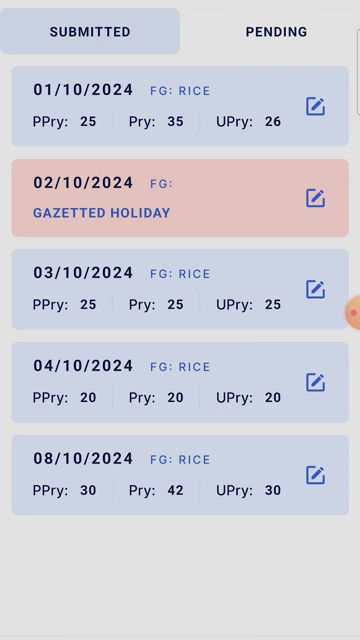 SUBMITTED PENDING
01/10/2024 FG: RICE
PPry: 25 Pry: 35 UPry: 26
02/10/2024 FG:
GAZETTED HOLIDAY
03/10/2024 FG: RICE
PPry: 25 Pry: 25 UPry: 25
04/10/2024 FG: RICE
PPry: 20 Pry: 20 UPry: 20
08/10/2024 FG: RICE
PPry: 30 Pry: 42 UPry: 30